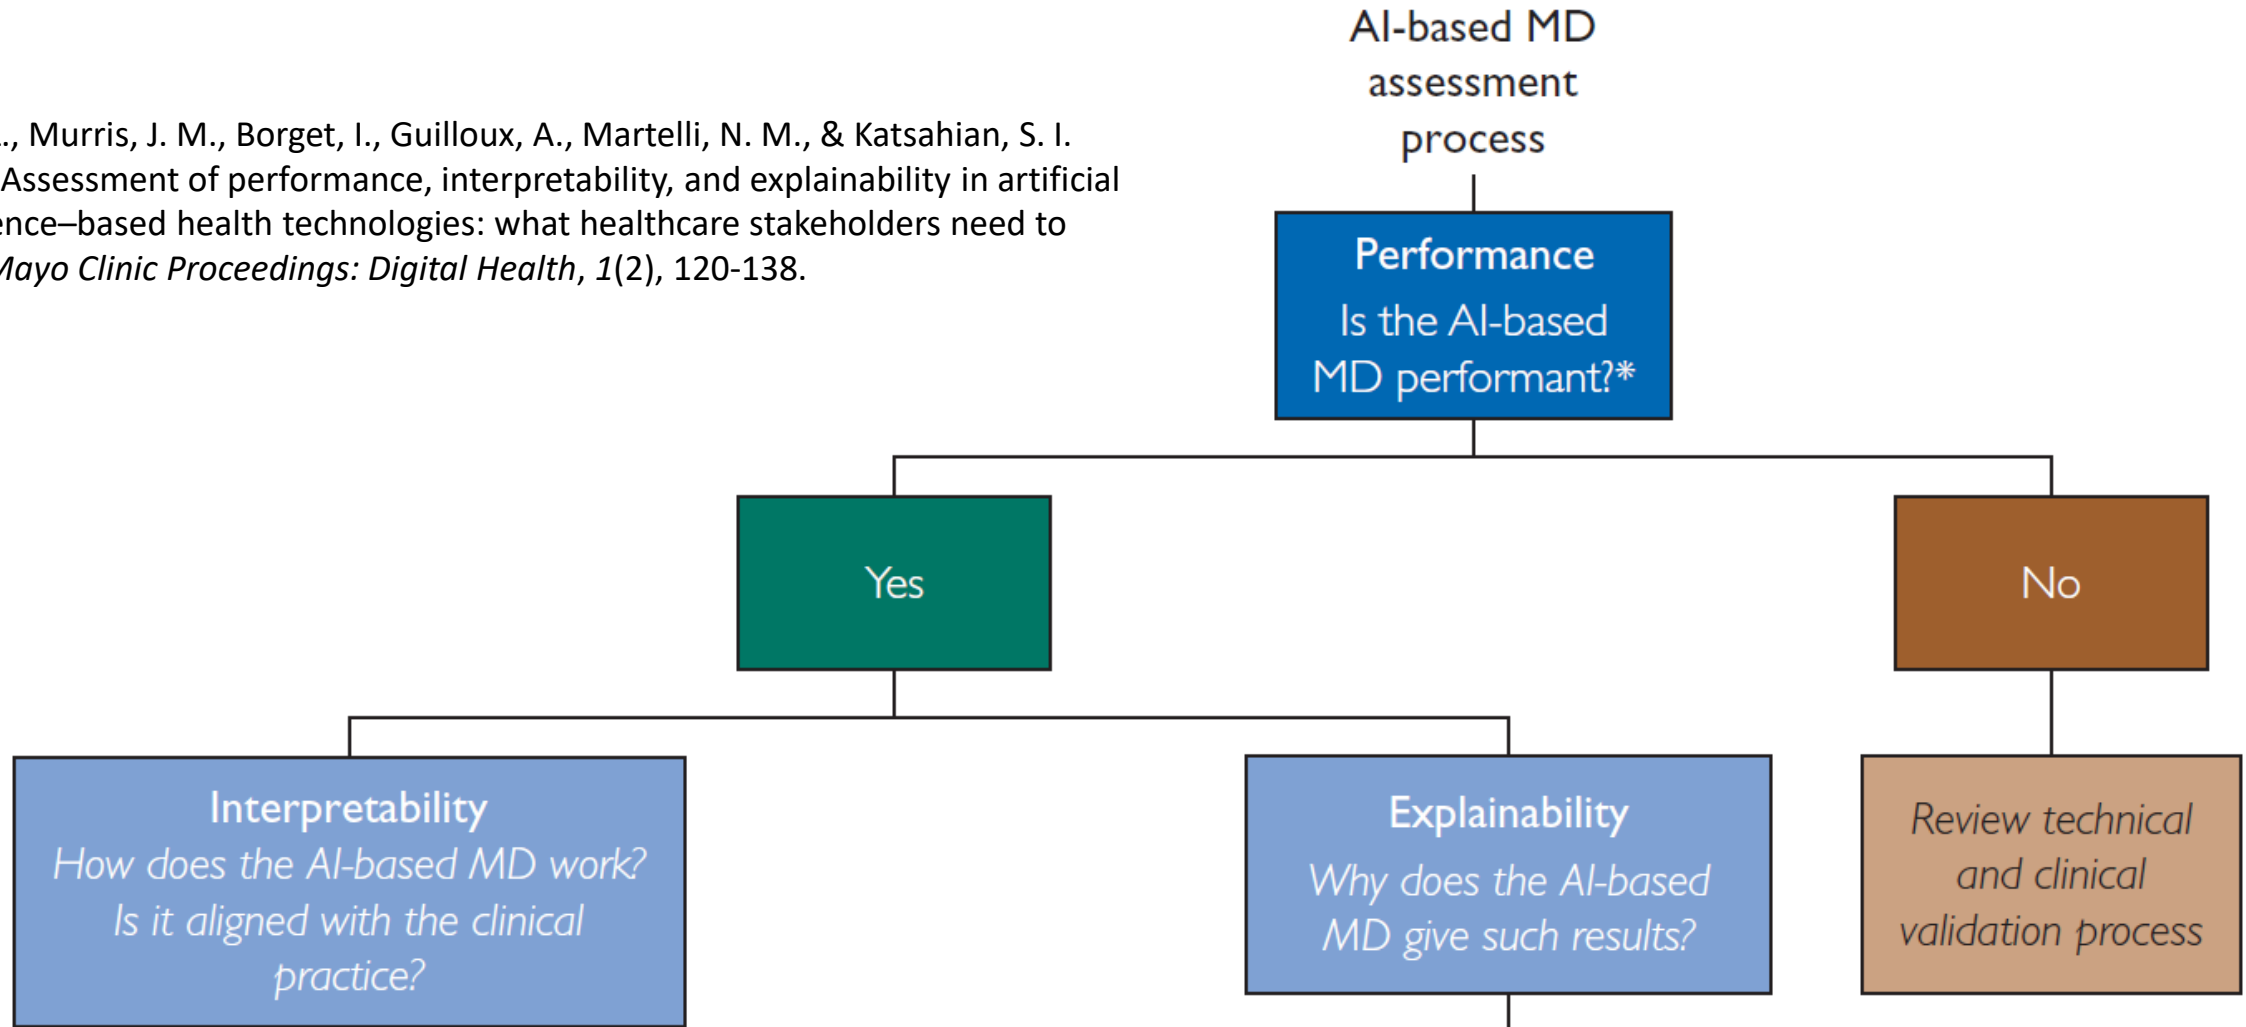 ., Murris, J. M., Borget, I., Guilloux, A., Martelli, N. M., & Katsahian, S. I.
Assessment of performance, interpretability, and explainability in artificial
ence–based health technologies: what healthcare stakeholders need to
Mayo Clinic Proceedings: Digital Health, 1(2), 120-138.
AI-based MD
assessment
process
Performance
Is the AI-based
MD performant?*
Yes
No
Interpretability
How does the AI-based MD work?
Is it aligned with the clinical
practice?
Explainability
Why does the AI-based
MD give such results?
Review technical
and clinical
validation process